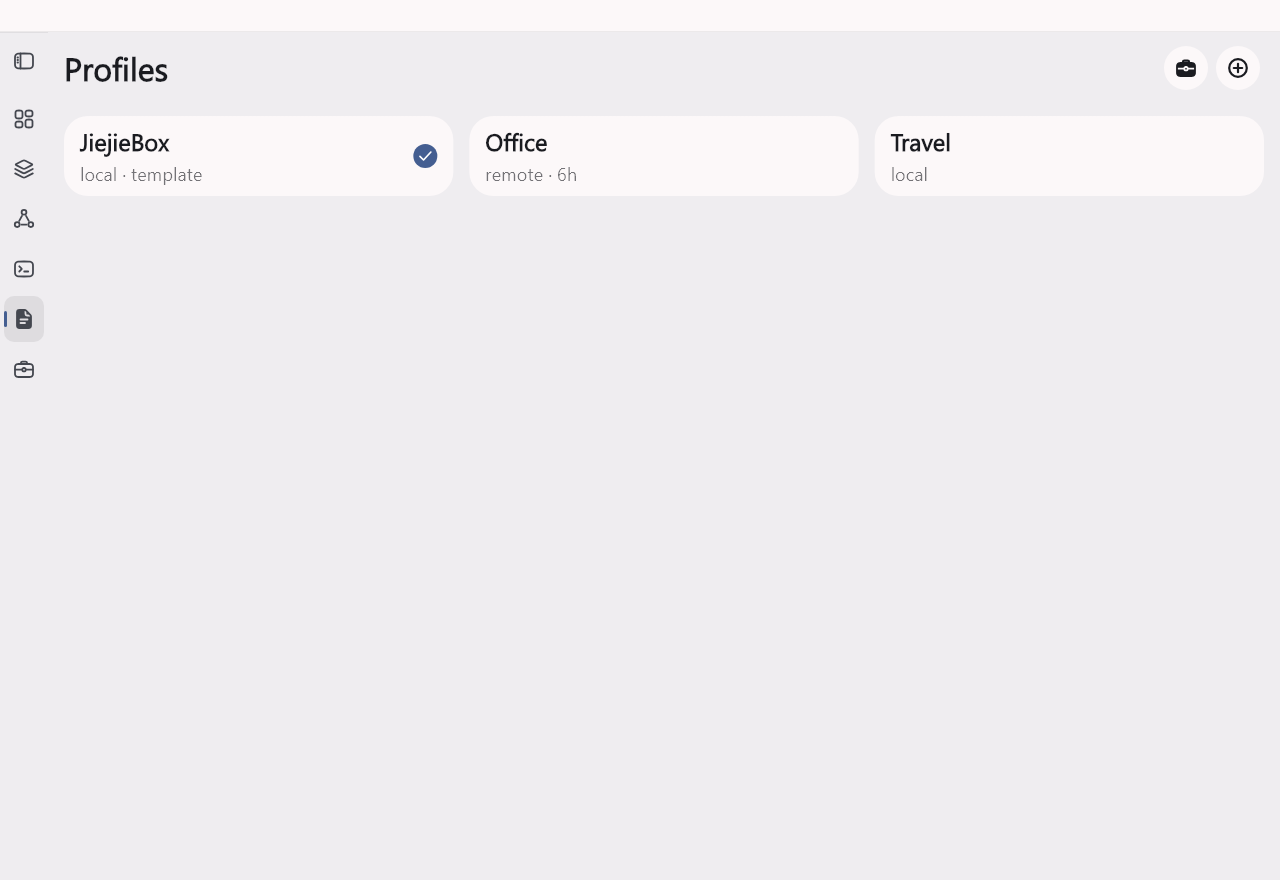 Profiles
JiejieBox
local · template
Office
remote · 6h
Travel
local